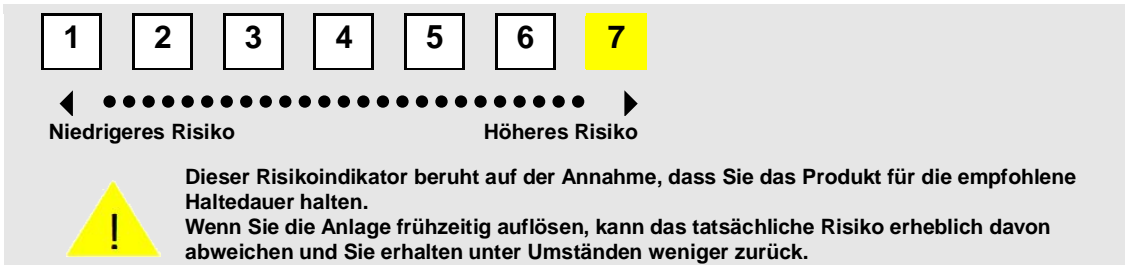 1 2 3 4 5 6 7
Niedrigeres Risiko Höheres Risiko
Dieser Risikoindikator beruht auf der Annahme, dass Sie das Produkt für die empfohlene
Haltedauer halten.
Wenn Sie die Anlage frühzeitig auflösen, kann das tatsächliche Risiko erheblich davon
abweichen und Sie erhalten unter Umständen weniger zurück.
!